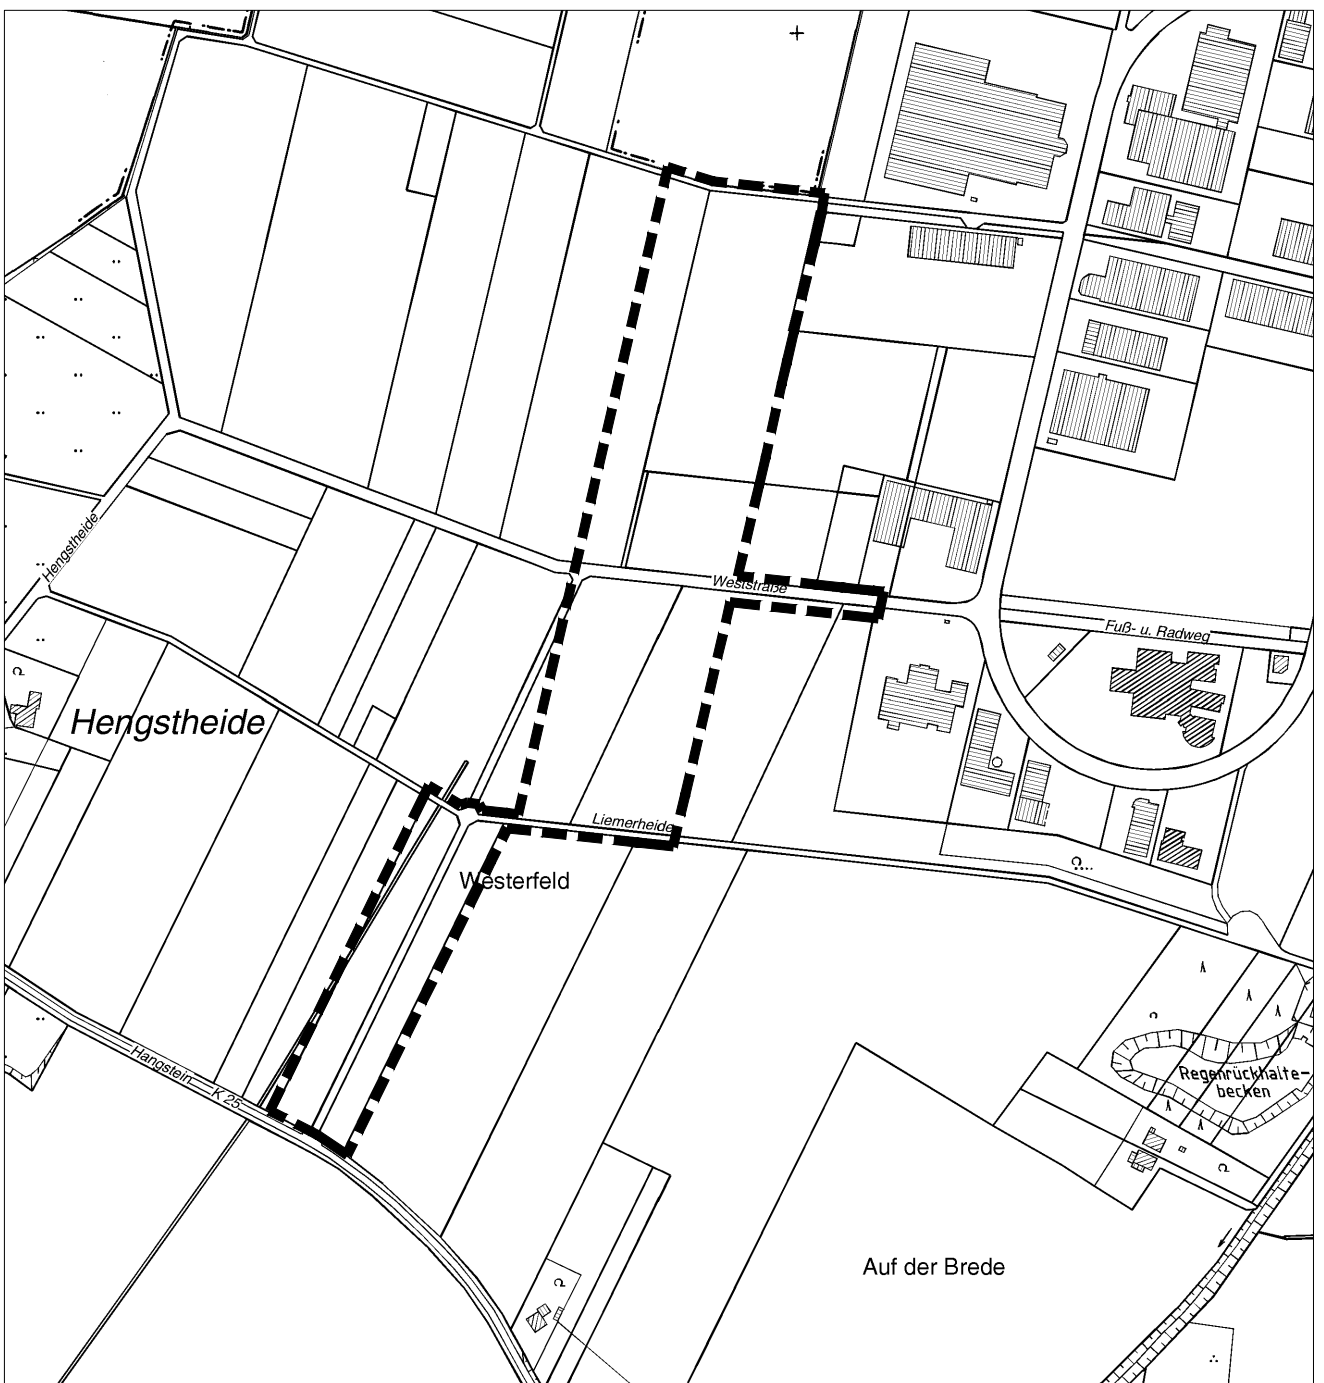 Hengstheide
Weststraße
Fuß- u. Radweg
Hengstheide
Liemerheide
Westerfeld
Hangstein
K 25
Regenrückhalte-
becken
Auf der Brede